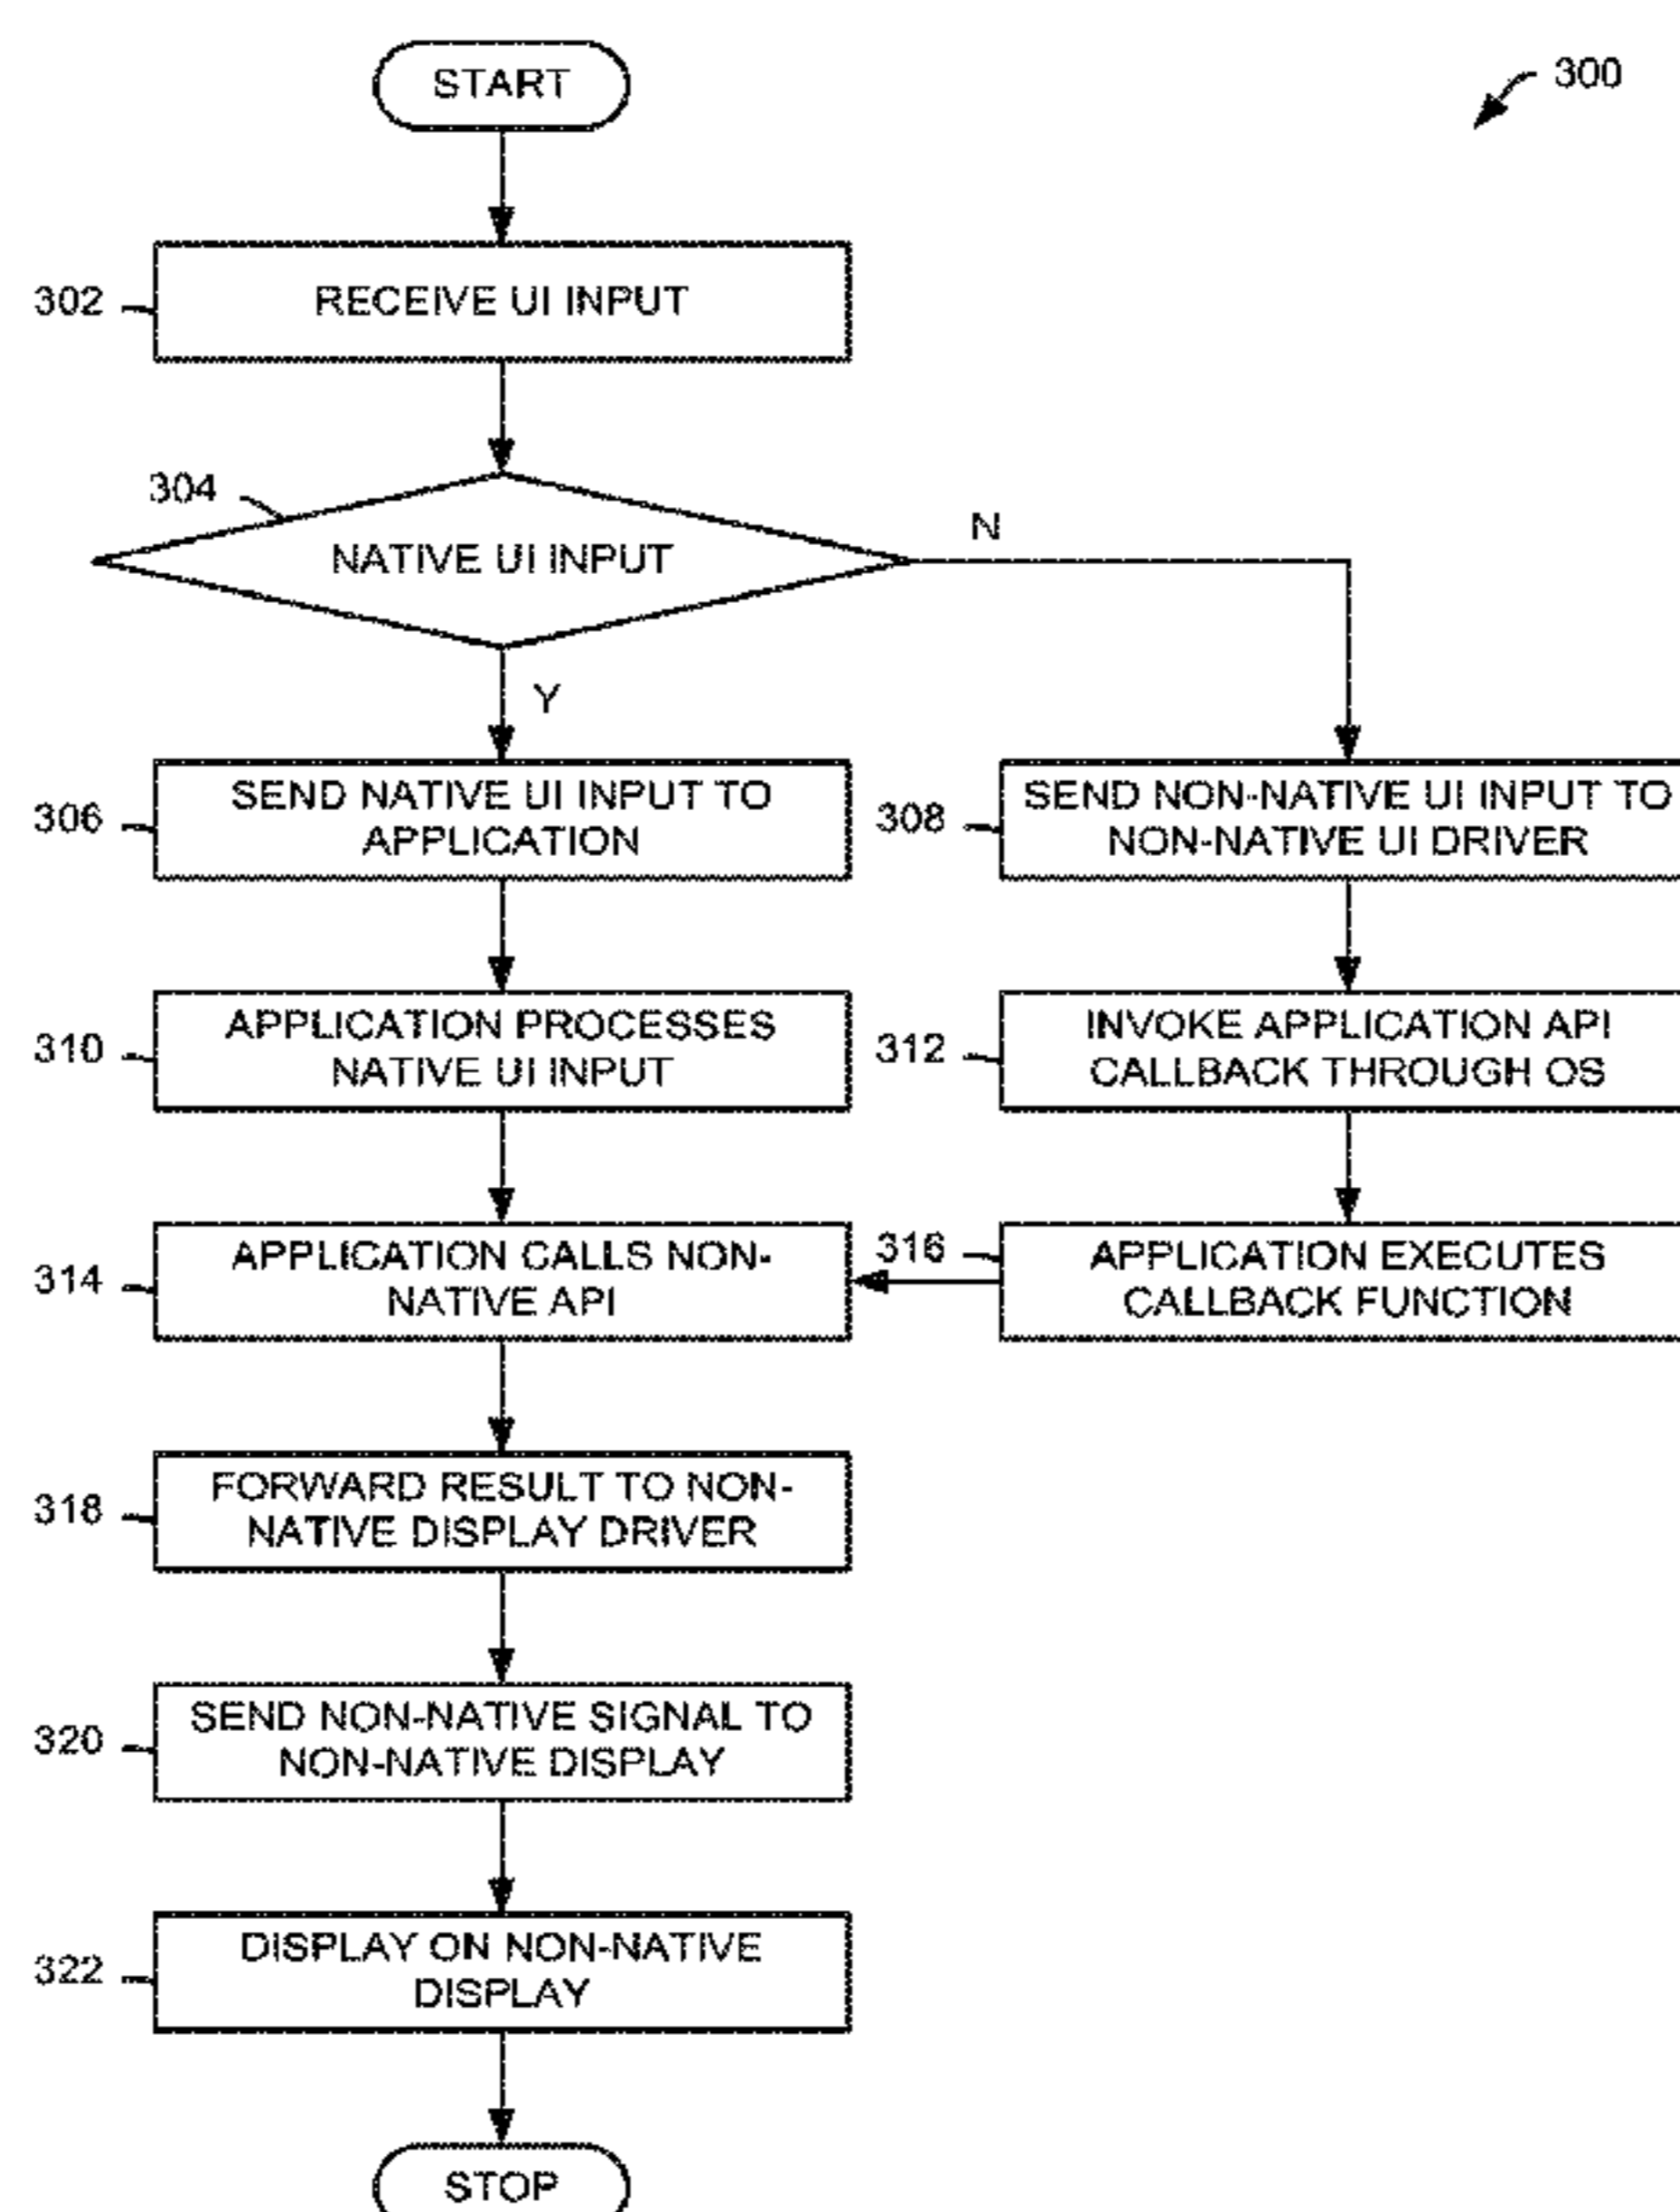 START
300
302
RECEIVE UI INPUT
304
NATIVE UI INPUT
N
Y
306
SEND NATIVE UI INPUT TO
APPLICATION
308
SEND NON-NATIVE UI INPUT TO
NON-NATIVE UI DRIVER
310
APPLICATION PROCESSES
NATIVE UI INPUT
312
INVOKE APPLICATION API
CALLBACK THROUGH OS
314
APPLICATION CALLS NON-
NATIVE API
316
APPLICATION EXECUTES
CALLBACK FUNCTION
318
FORWARD RESULT TO NON-
NATIVE DISPLAY DRIVER
320
SEND NON-NATIVE SIGNAL TO
NON-NATIVE DISPLAY
322
DISPLAY ON NON-NATIVE
DISPLAY
STOP